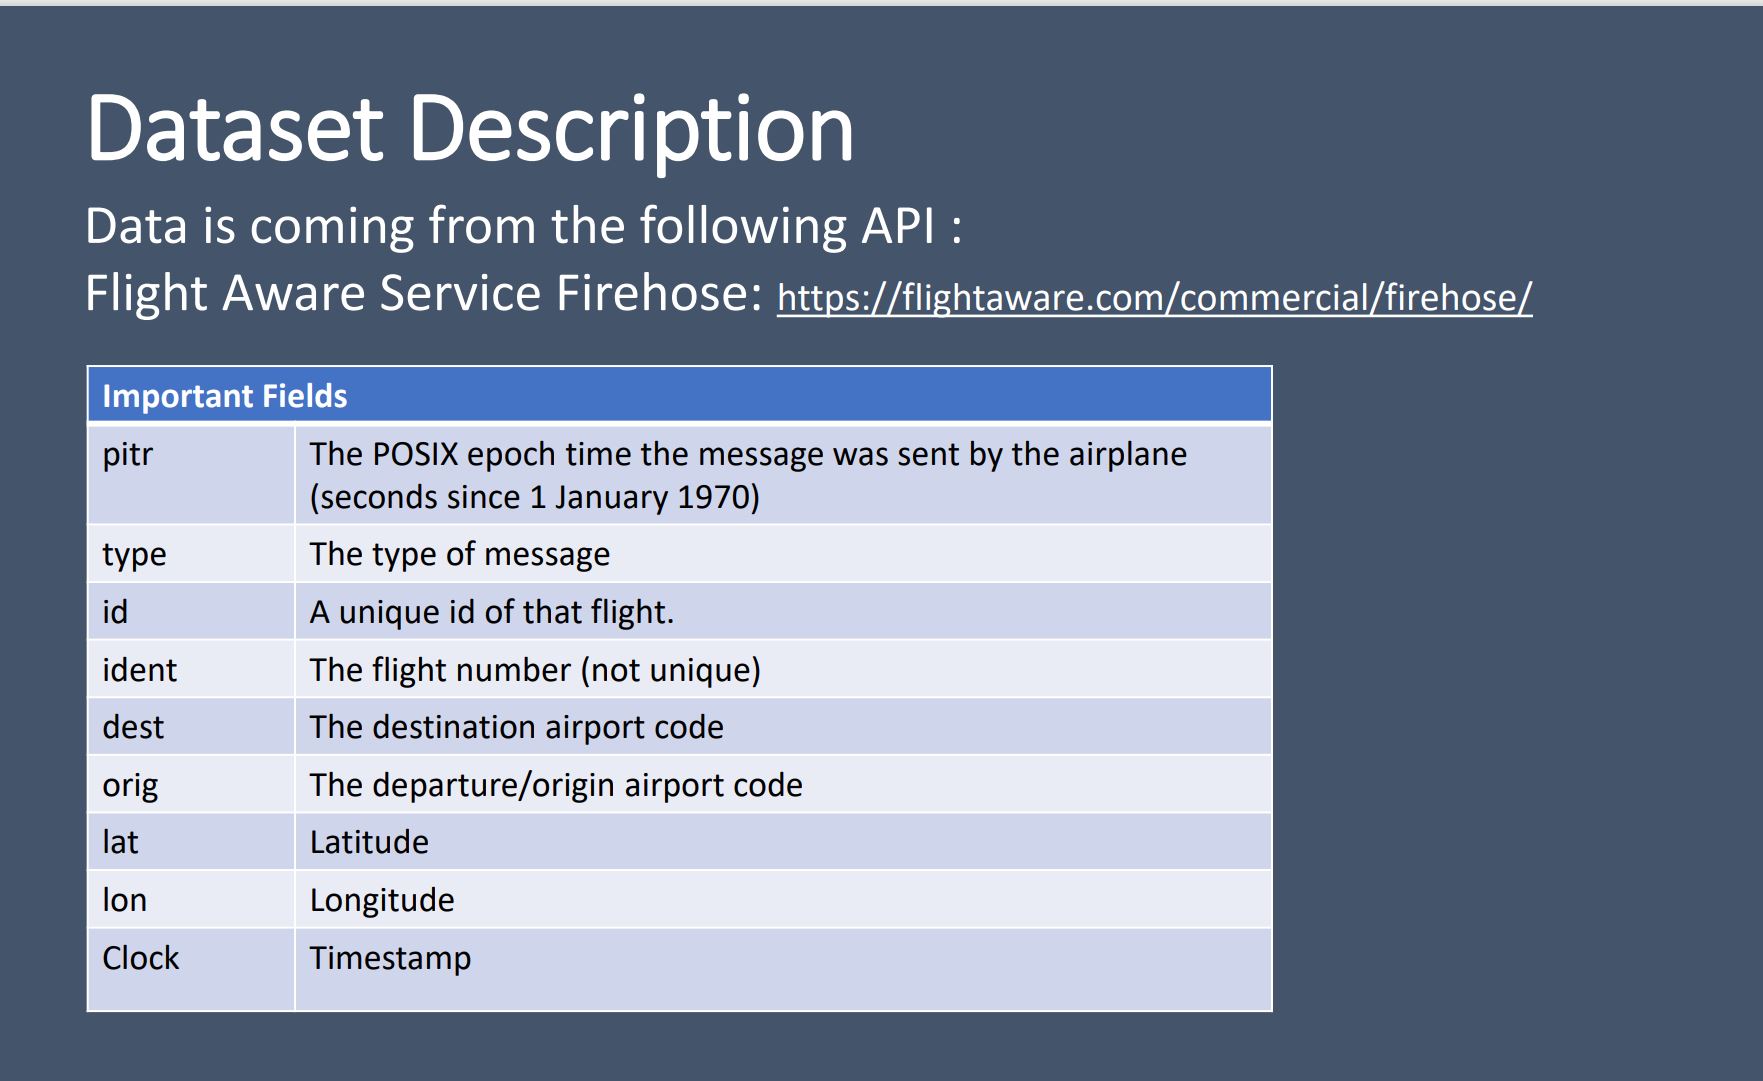 Dataset Description
Data is coming from the following API :
Flight Aware Service Firehose: https://flightaware.com/commercial/firehose/
Important Fields
pitr The POSIX epoch time the message was sent by the airplane
(seconds since 1 January 1970)
type The type of message
id A unique id of that flight.
ident The flight number (not unique)
dest The destination airport code
orig The departure/origin airport code
lat Latitude
lon Longitude
Clock Timestamp